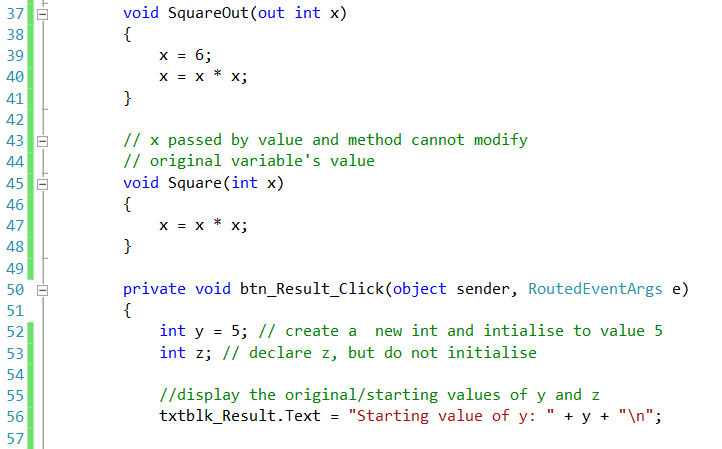 37 void SquareOut(out int x)
38 {
39 x = 6;
40 x = x * x;
41 }
42
43 // x passed by value and method cannot modify
44 // original variable's value
45 void Square(int x)
46 {
47 x = x * x;
48 }
49
50 private void btn_Result_Click(object sender, RoutedEventArgs e)
51 {
52 int y = 5; // create a  new int and intialise to value 5
53 int z; // declare z, but do not initialise
54
55 //display the original/starting values of y and z
56 txtblk_Result.Text = "Starting value of y: " + y + "\n";
57